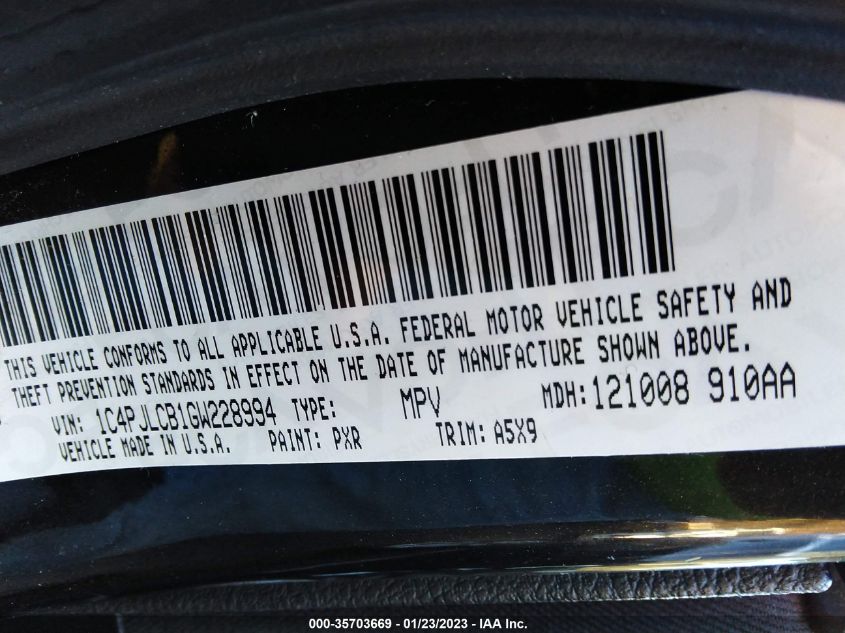 THIS VEHICLE CONFORMS TO ALL APPLICABLE U.S.A. FEDERAL MOTOR VEHICLE SAFETY AND
THEFT PREVENTION STANDARDS IN EFFECT ON THE DATE OF MANUFACTURE SHOWN ABOVE.
VIN: 1C4PJLCB1GW228994 TYPE: MPV MDH:121008 910AA
VEHICLE MADE IN U.S.A. PAINT: PXR TRIM: A5X9
000-35703669 - 01/23/2023 - IAA Inc.